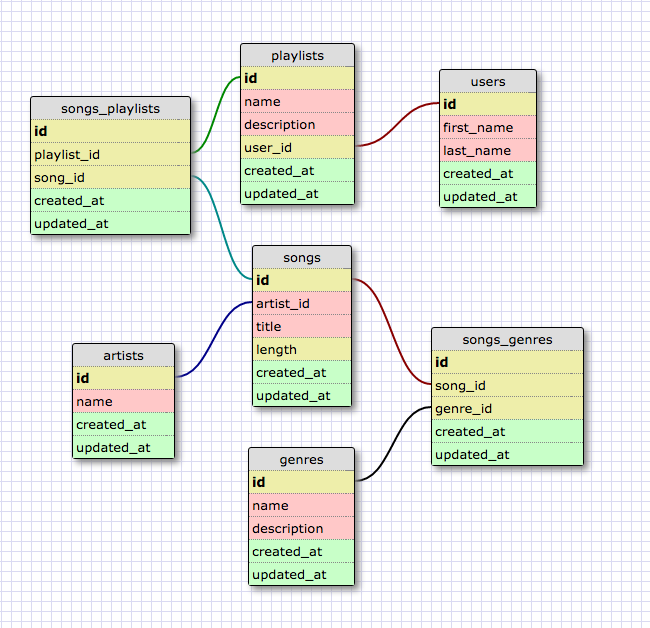 playlists
id
name
description
user_id
created_at
updated_at
users
id
first_name
last_name
created_at
updated_at
songs_playlists
id
playlist_id
song_id
created_at
updated_at
songs
id
artist_id
title
length
created_at
updated_at
artists
id
name
created_at
updated_at
songs_genres
id
song_id
genre_id
created_at
updated_at
genres
id
name
description
created_at
updated_at